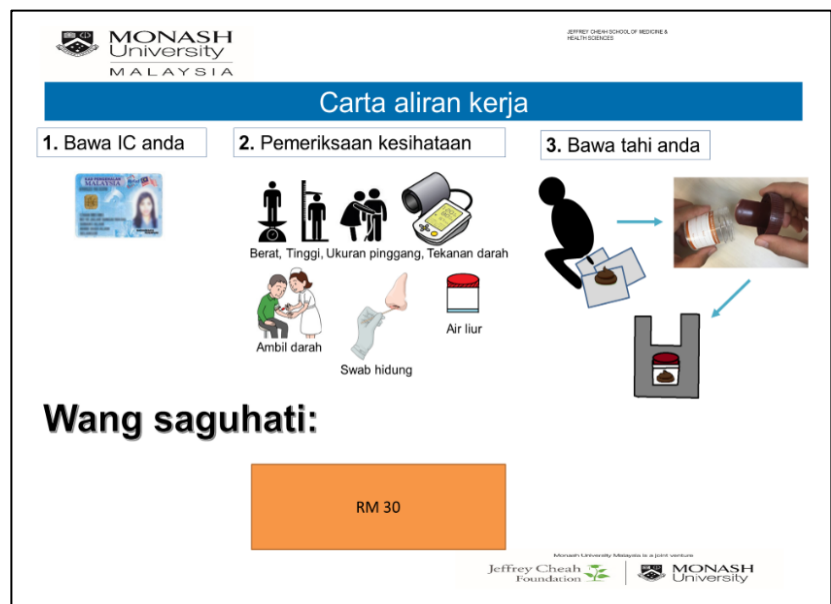 MONASH
University
MALAYSIA
JEFFREY CHEAH SCHOOL OF MEDICINE &
HEALTH SCIENCES
Carta aliran kerja
1. Bawa IC anda
2. Pemeriksaan kesihataan
3. Bawa tahi anda
MALAYSIA
Berat, Tinggi, Ukuran pinggang, Tekanan darah
Ambil darah
Swab hidung
Air liur
Wang saguhati:
RM 30
Monash University Malaysia is a joint venture
Jeffrey Cheah
Foundation
MONASH
University